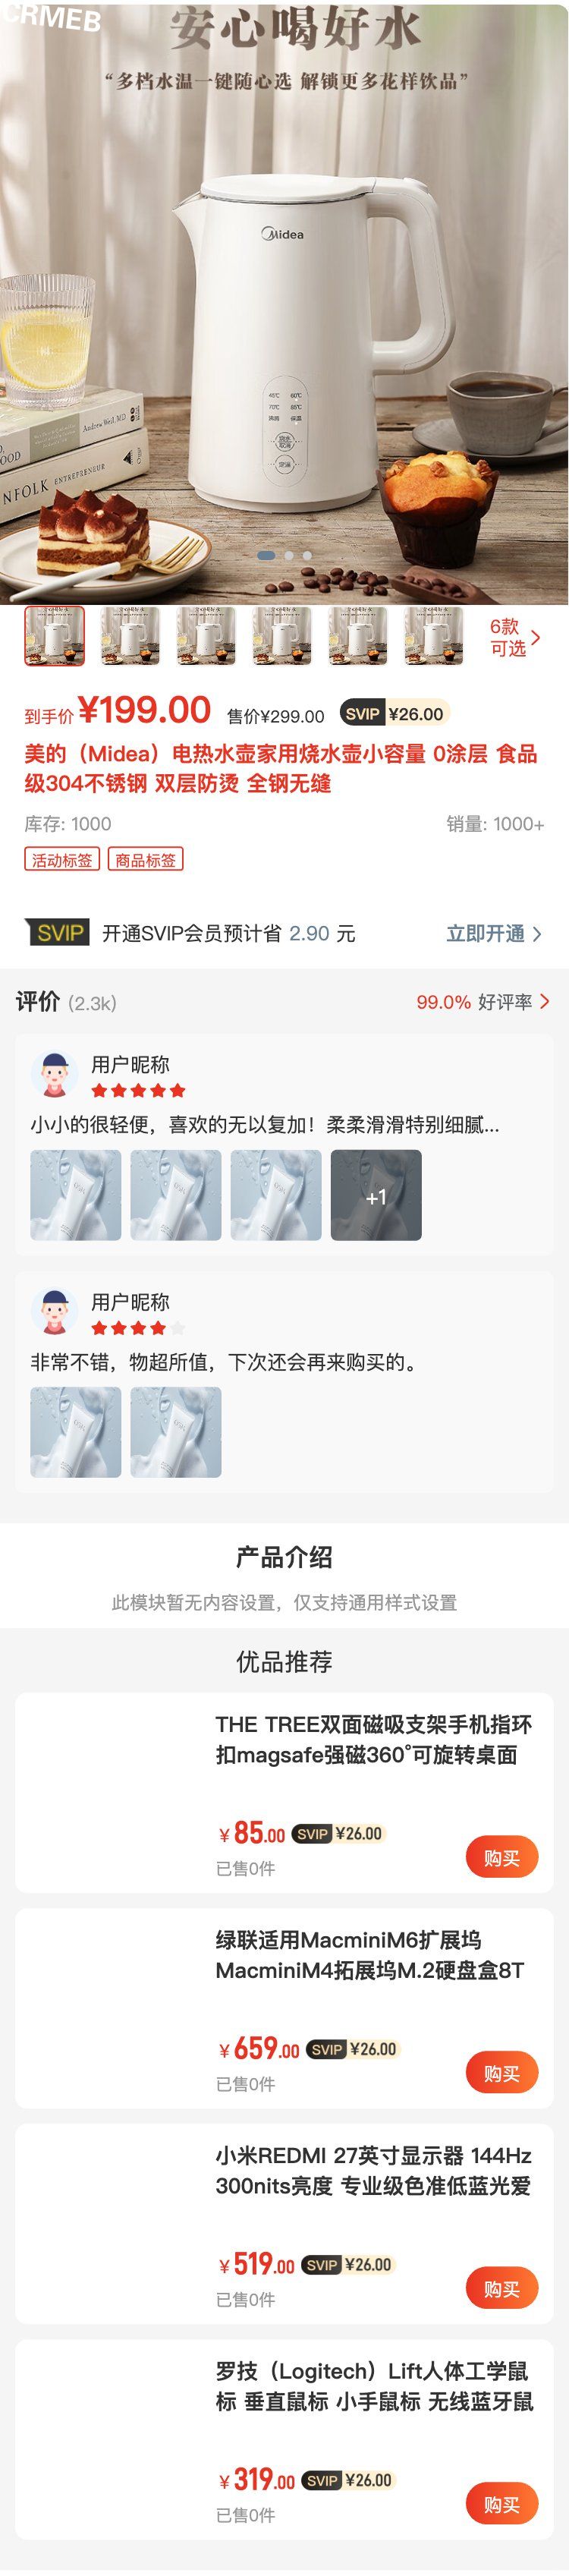 CRMEB
安心喝好水
“多档水温一键随心选 解锁更多花样饮品”
Midea
45℃ 60℃
70℃ 85℃
保温
定温
Andrew Weil, MD
OOD
NFOLK ENTREPRENEUR
6款
可选
到手价¥199.00 售价¥299.00 SVIP ¥26.00
美的（Midea）电热水壶家用烧水壶小容量 0涂层 食品
级304不锈钢 双层防烫 全钢无缝
库存: 1000 销量: 1000+
活动标签 商品标签
SVIP 开通SVIP会员预计省 2.90 元 立即开通
评价 (2.3k) 99.0% 好评率
用户昵称
小小的很轻便，喜欢的无以复加！柔柔滑滑特别细腻...
+1
用户昵称
非常不错，物超所值，下次还会再来购买的。
产品介绍
此模块暂无内容设置，仅支持通用样式设置
优品推荐
THE TREE双面磁吸支架手机指环
扣magsafe强磁360°可旋转桌面
¥85.00 SVIP ¥26.00
已售0件
购买
绿联适用MacminiM6扩展坞
MacminiM4拓展坞M.2硬盘盒8T
¥659.00 SVIP ¥26.00
已售0件
购买
小米REDMI 27英寸显示器 144Hz
300nits亮度 专业级色准低蓝光爱
¥519.00 SVIP ¥26.00
已售0件
购买
罗技（Logitech）Lift人体工学鼠
标 垂直鼠标 小手鼠标 无线蓝牙鼠
¥319.00 SVIP ¥26.00
已售0件
购买